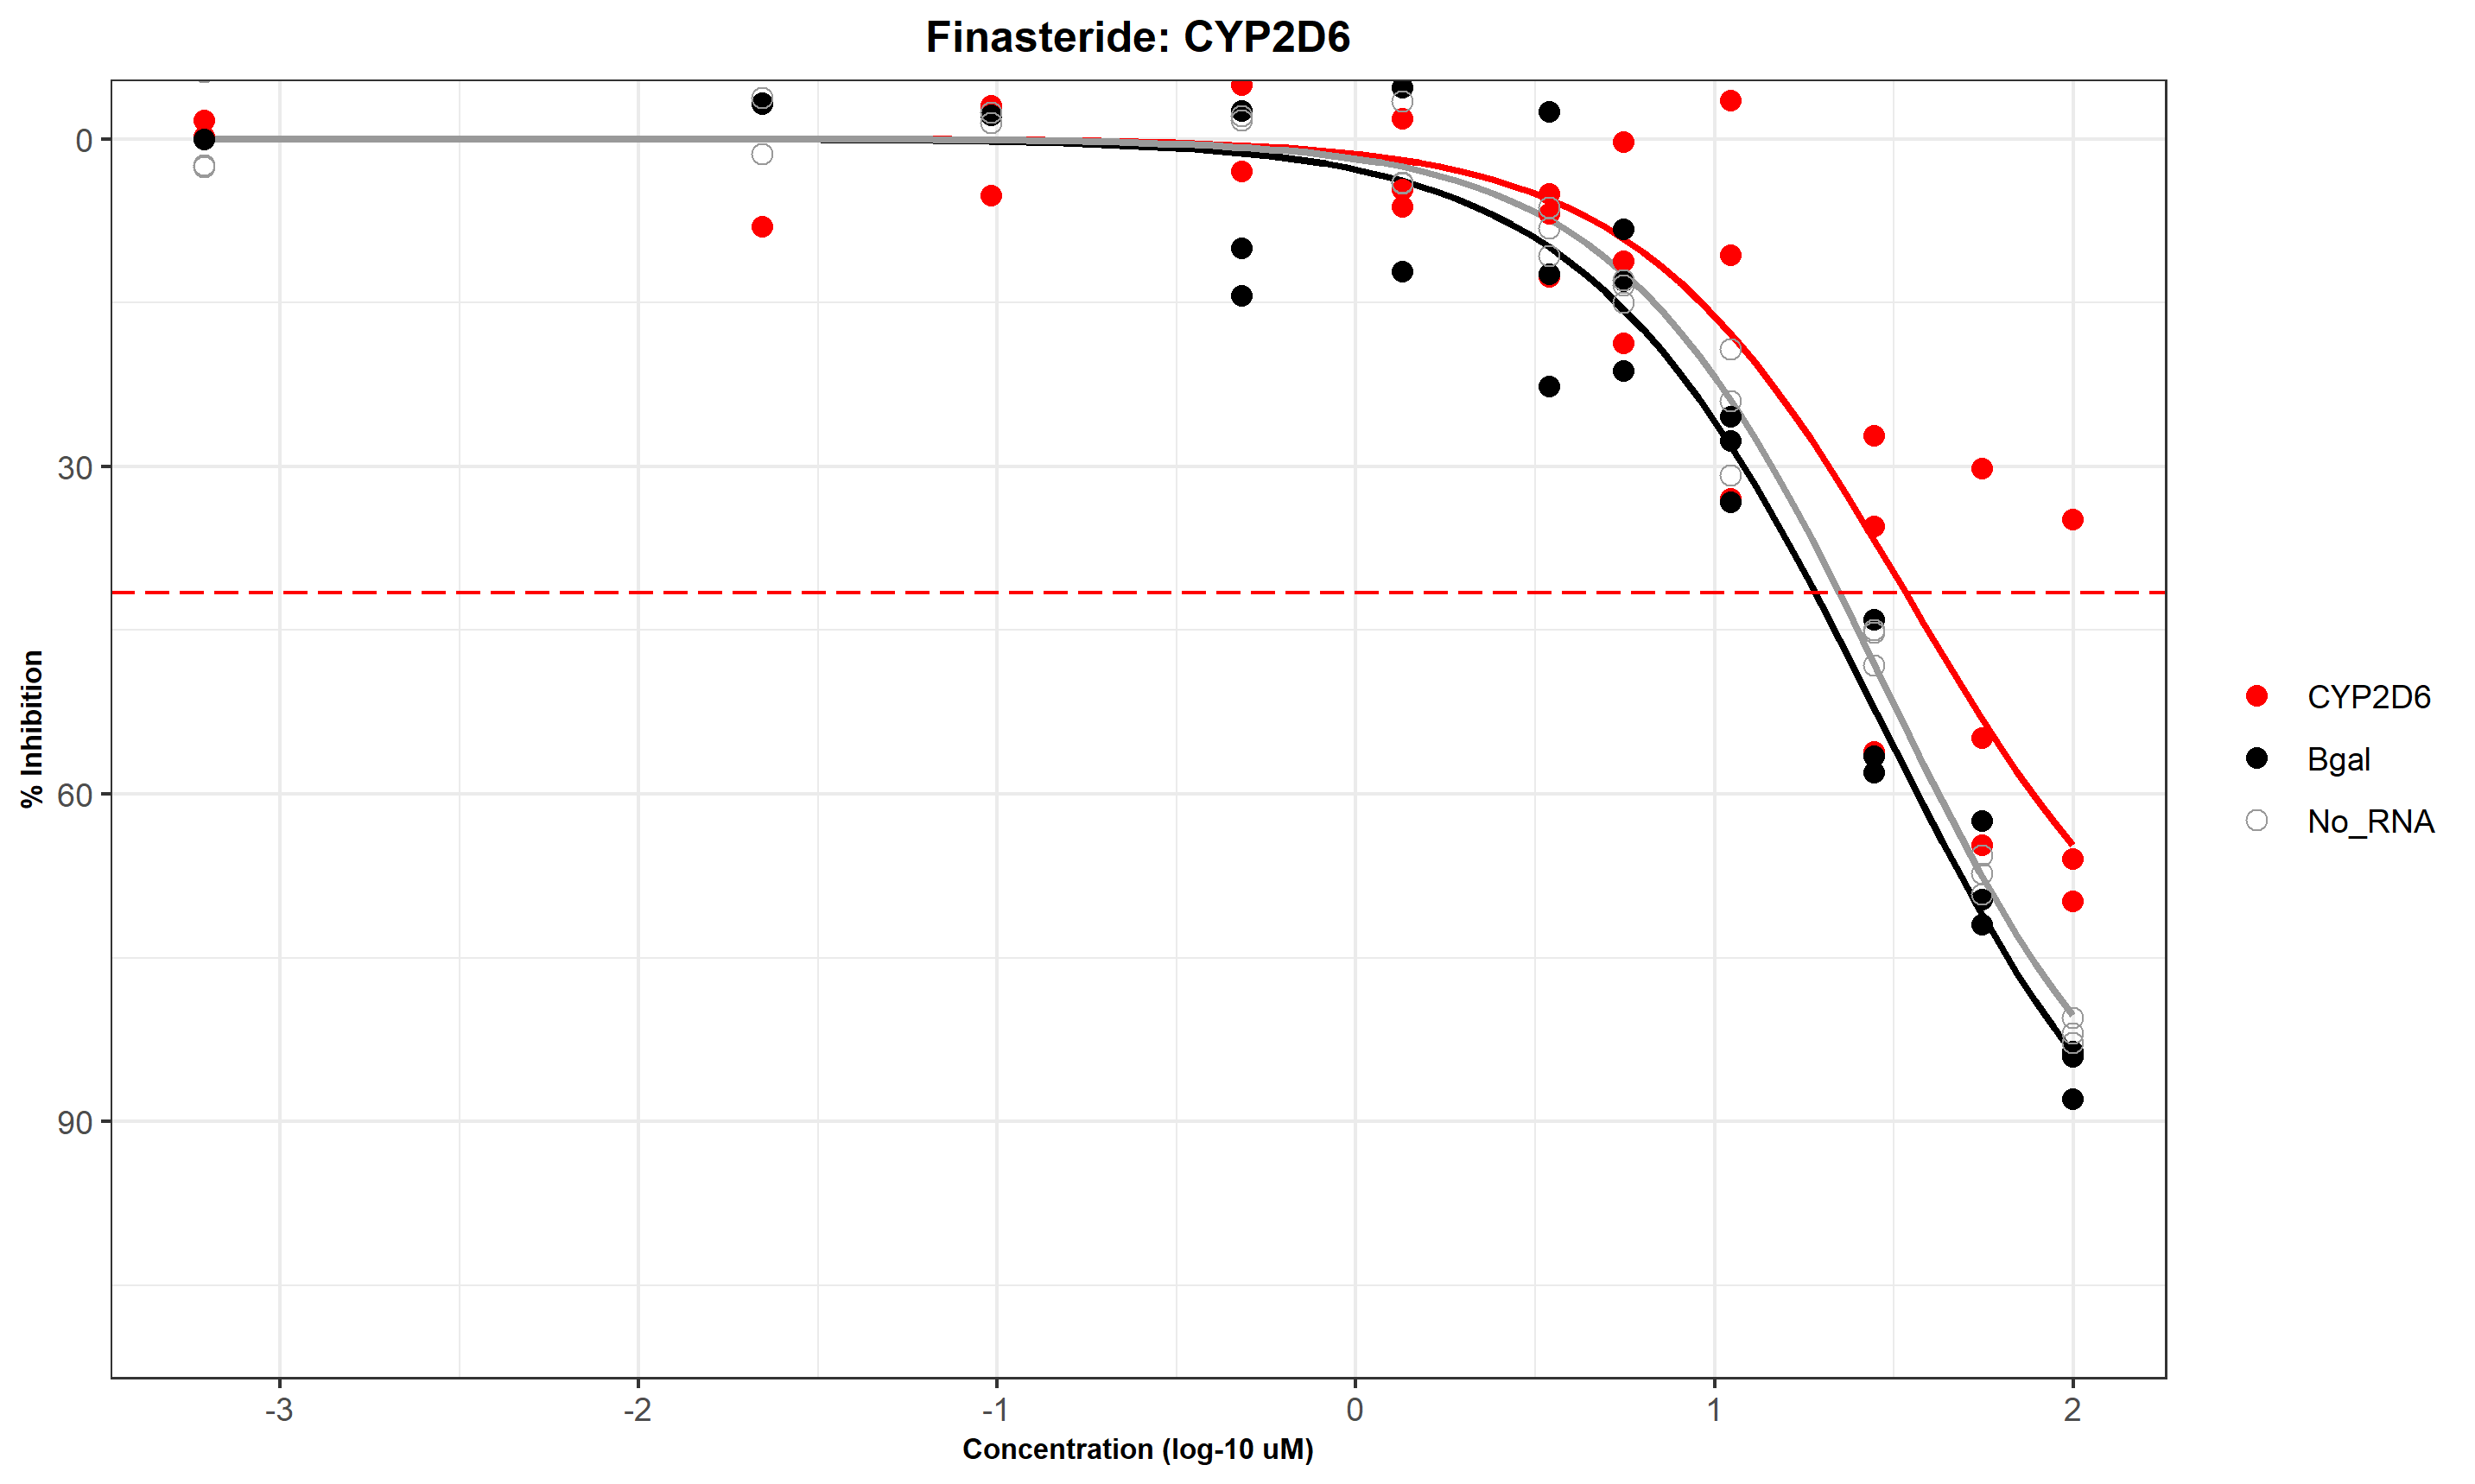 Finasteride: CYP2D6
% Inhibition
0
30
60
90
-3
-2
-1
0
1
2
Concentration (log-10 uM)
CYP2D6
Bgal
No_RNA